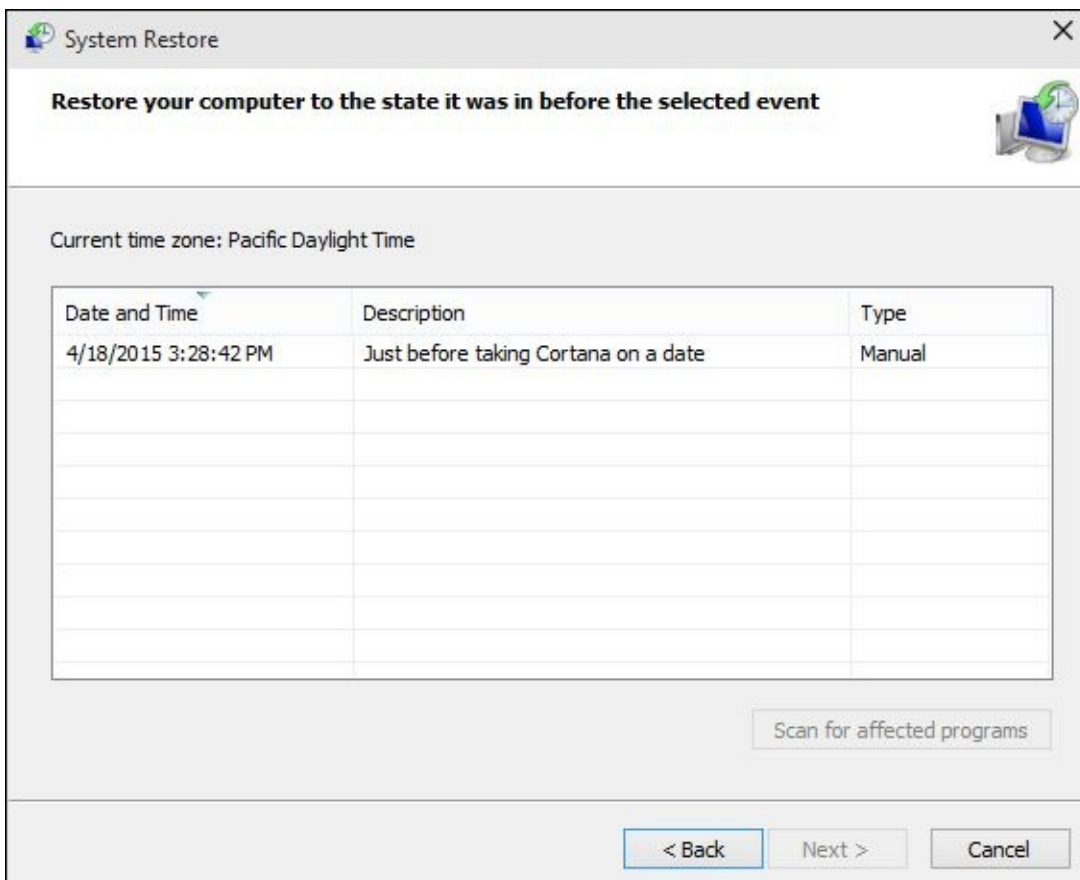 System Restore
Restore your computer to the state it was in before the selected event
Current time zone: Pacific Daylight Time
Date and Time Description Type
4/18/2015 3:28:42 PM Just before taking Cortana on a date Manual
Scan for affected programs
< Back Next > Cancel